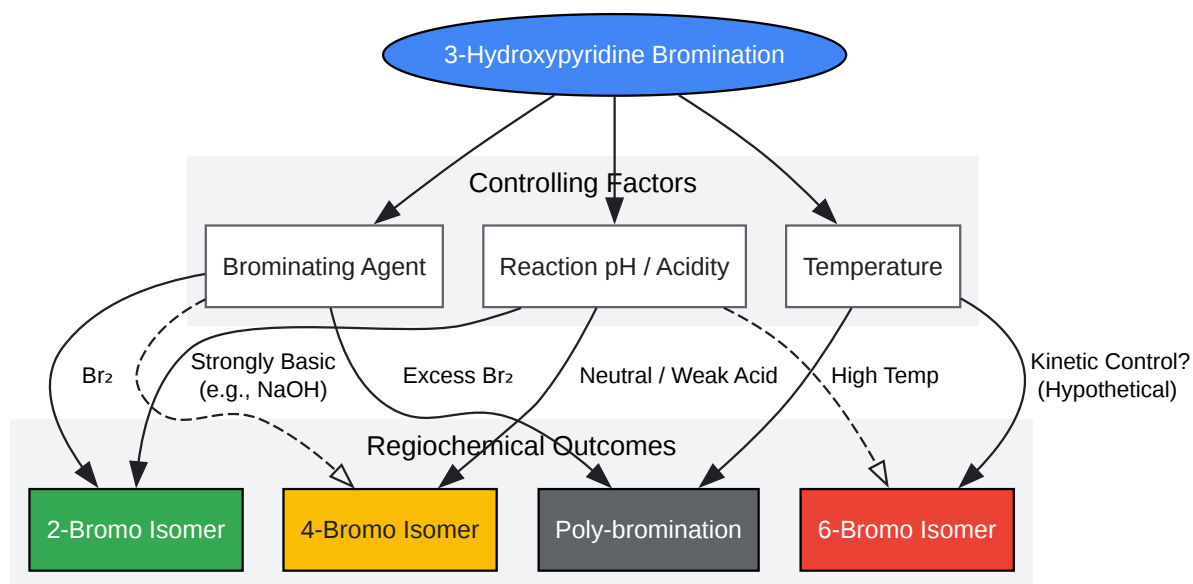 3-Hydroxypyridine Bromination
Controlling Factors
Brominating Agent
Reaction pH / Acidity
Temperature
Br₂
Strongly Basic
(e.g., NaOH)
Excess Br₂
Neutral / Weak Acid
High Temp
Kinetic Control?
(Hypothetical)
Regiochemical Outcomes
2-Bromo Isomer
4-Bromo Isomer
Poly-bromination
6-Bromo Isomer